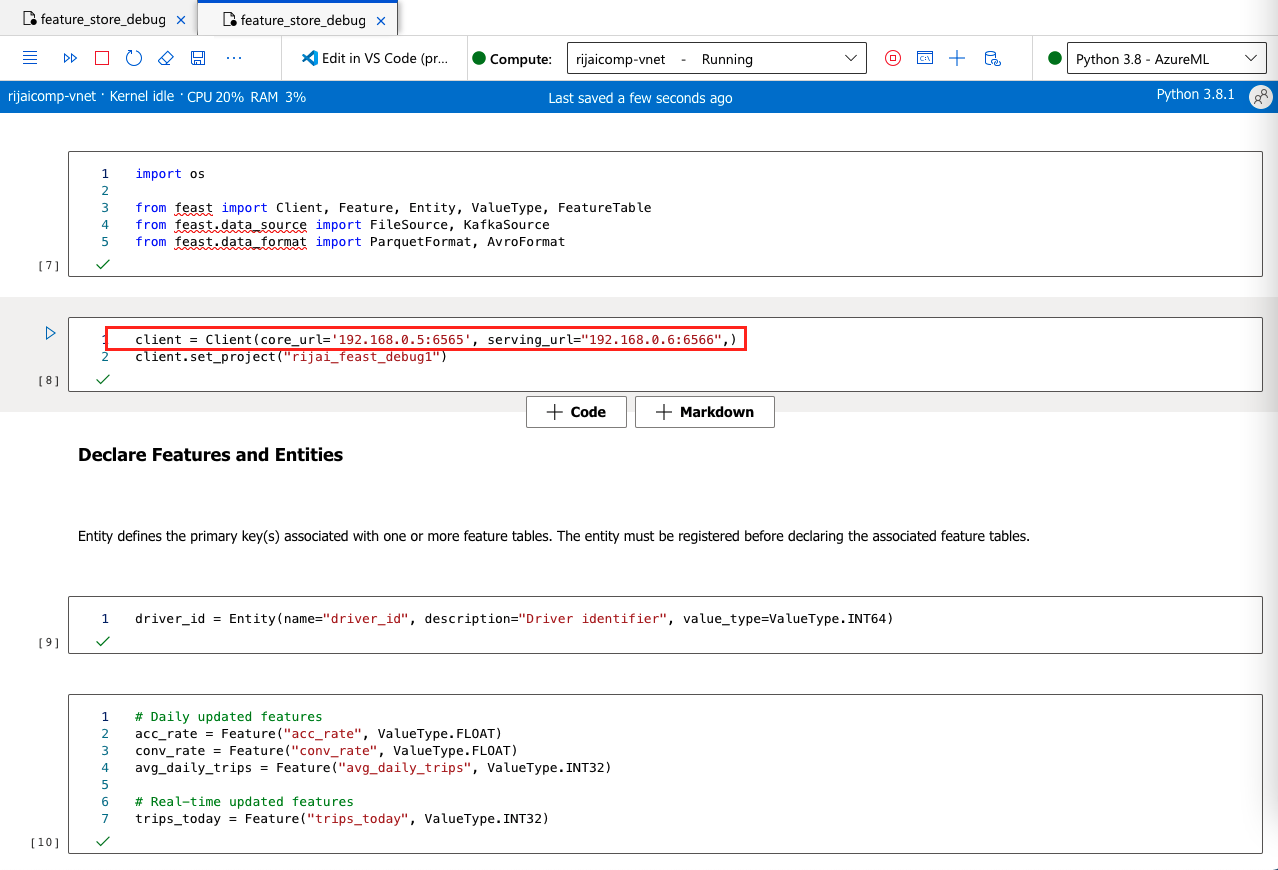 feature_store_debug × feature_store_debug ×
Edit in VS Code (pr... Compute: rijaicomp-vnet - Running Python 3.8 - AzureML
rijaicomp-vnet · Kernel idle · CPU 20% RAM 3% Last saved a few seconds ago Python 3.8.1
1 import os
2
3 from feast import Client, Feature, Entity, ValueType, FeatureTable
4 from feast.data_source import FileSource, KafkaSource
5 from feast.data_format import ParquetFormat, AvroFormat
[7]
1 client = Client(core_url='192.168.0.5:6565', serving_url="192.168.0.6:6566",)
2 client.set_project("rijai_feast_debug1")
[8]
+ Code + Markdown
Declare Features and Entities
Entity defines the primary key(s) associated with one or more feature tables. The entity must be registered before declaring the associated feature tables.
1 driver_id = Entity(name="driver_id", description="Driver identifier", value_type=ValueType.INT64)
[9]
1 # Daily updated features
2 acc_rate = Feature("acc_rate", ValueType.FLOAT)
3 conv_rate = Feature("conv_rate", ValueType.FLOAT)
4 avg_daily_trips = Feature("avg_daily_trips", ValueType.INT32)
5
6 # Real-time updated features
7 trips_today = Feature("trips_today", ValueType.INT32)
[10]